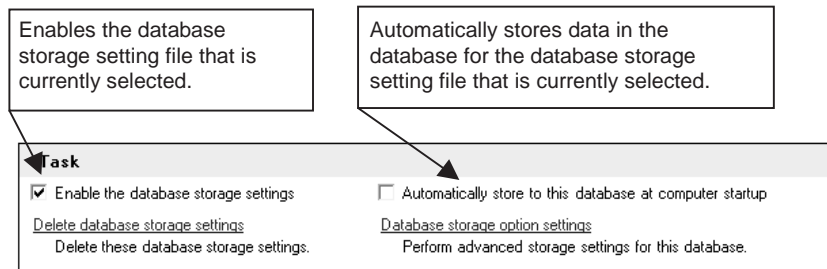 Enables the database
storage setting file that is
currently selected.
Automatically stores data in the
database for the database storage
setting file that is currently selected.
Task
Enable the database storage settings
Automatically store to this database at computer startup
Delete database storage settings
Database storage option settings
Delete these database storage settings.
Perform advanced storage settings for this database.